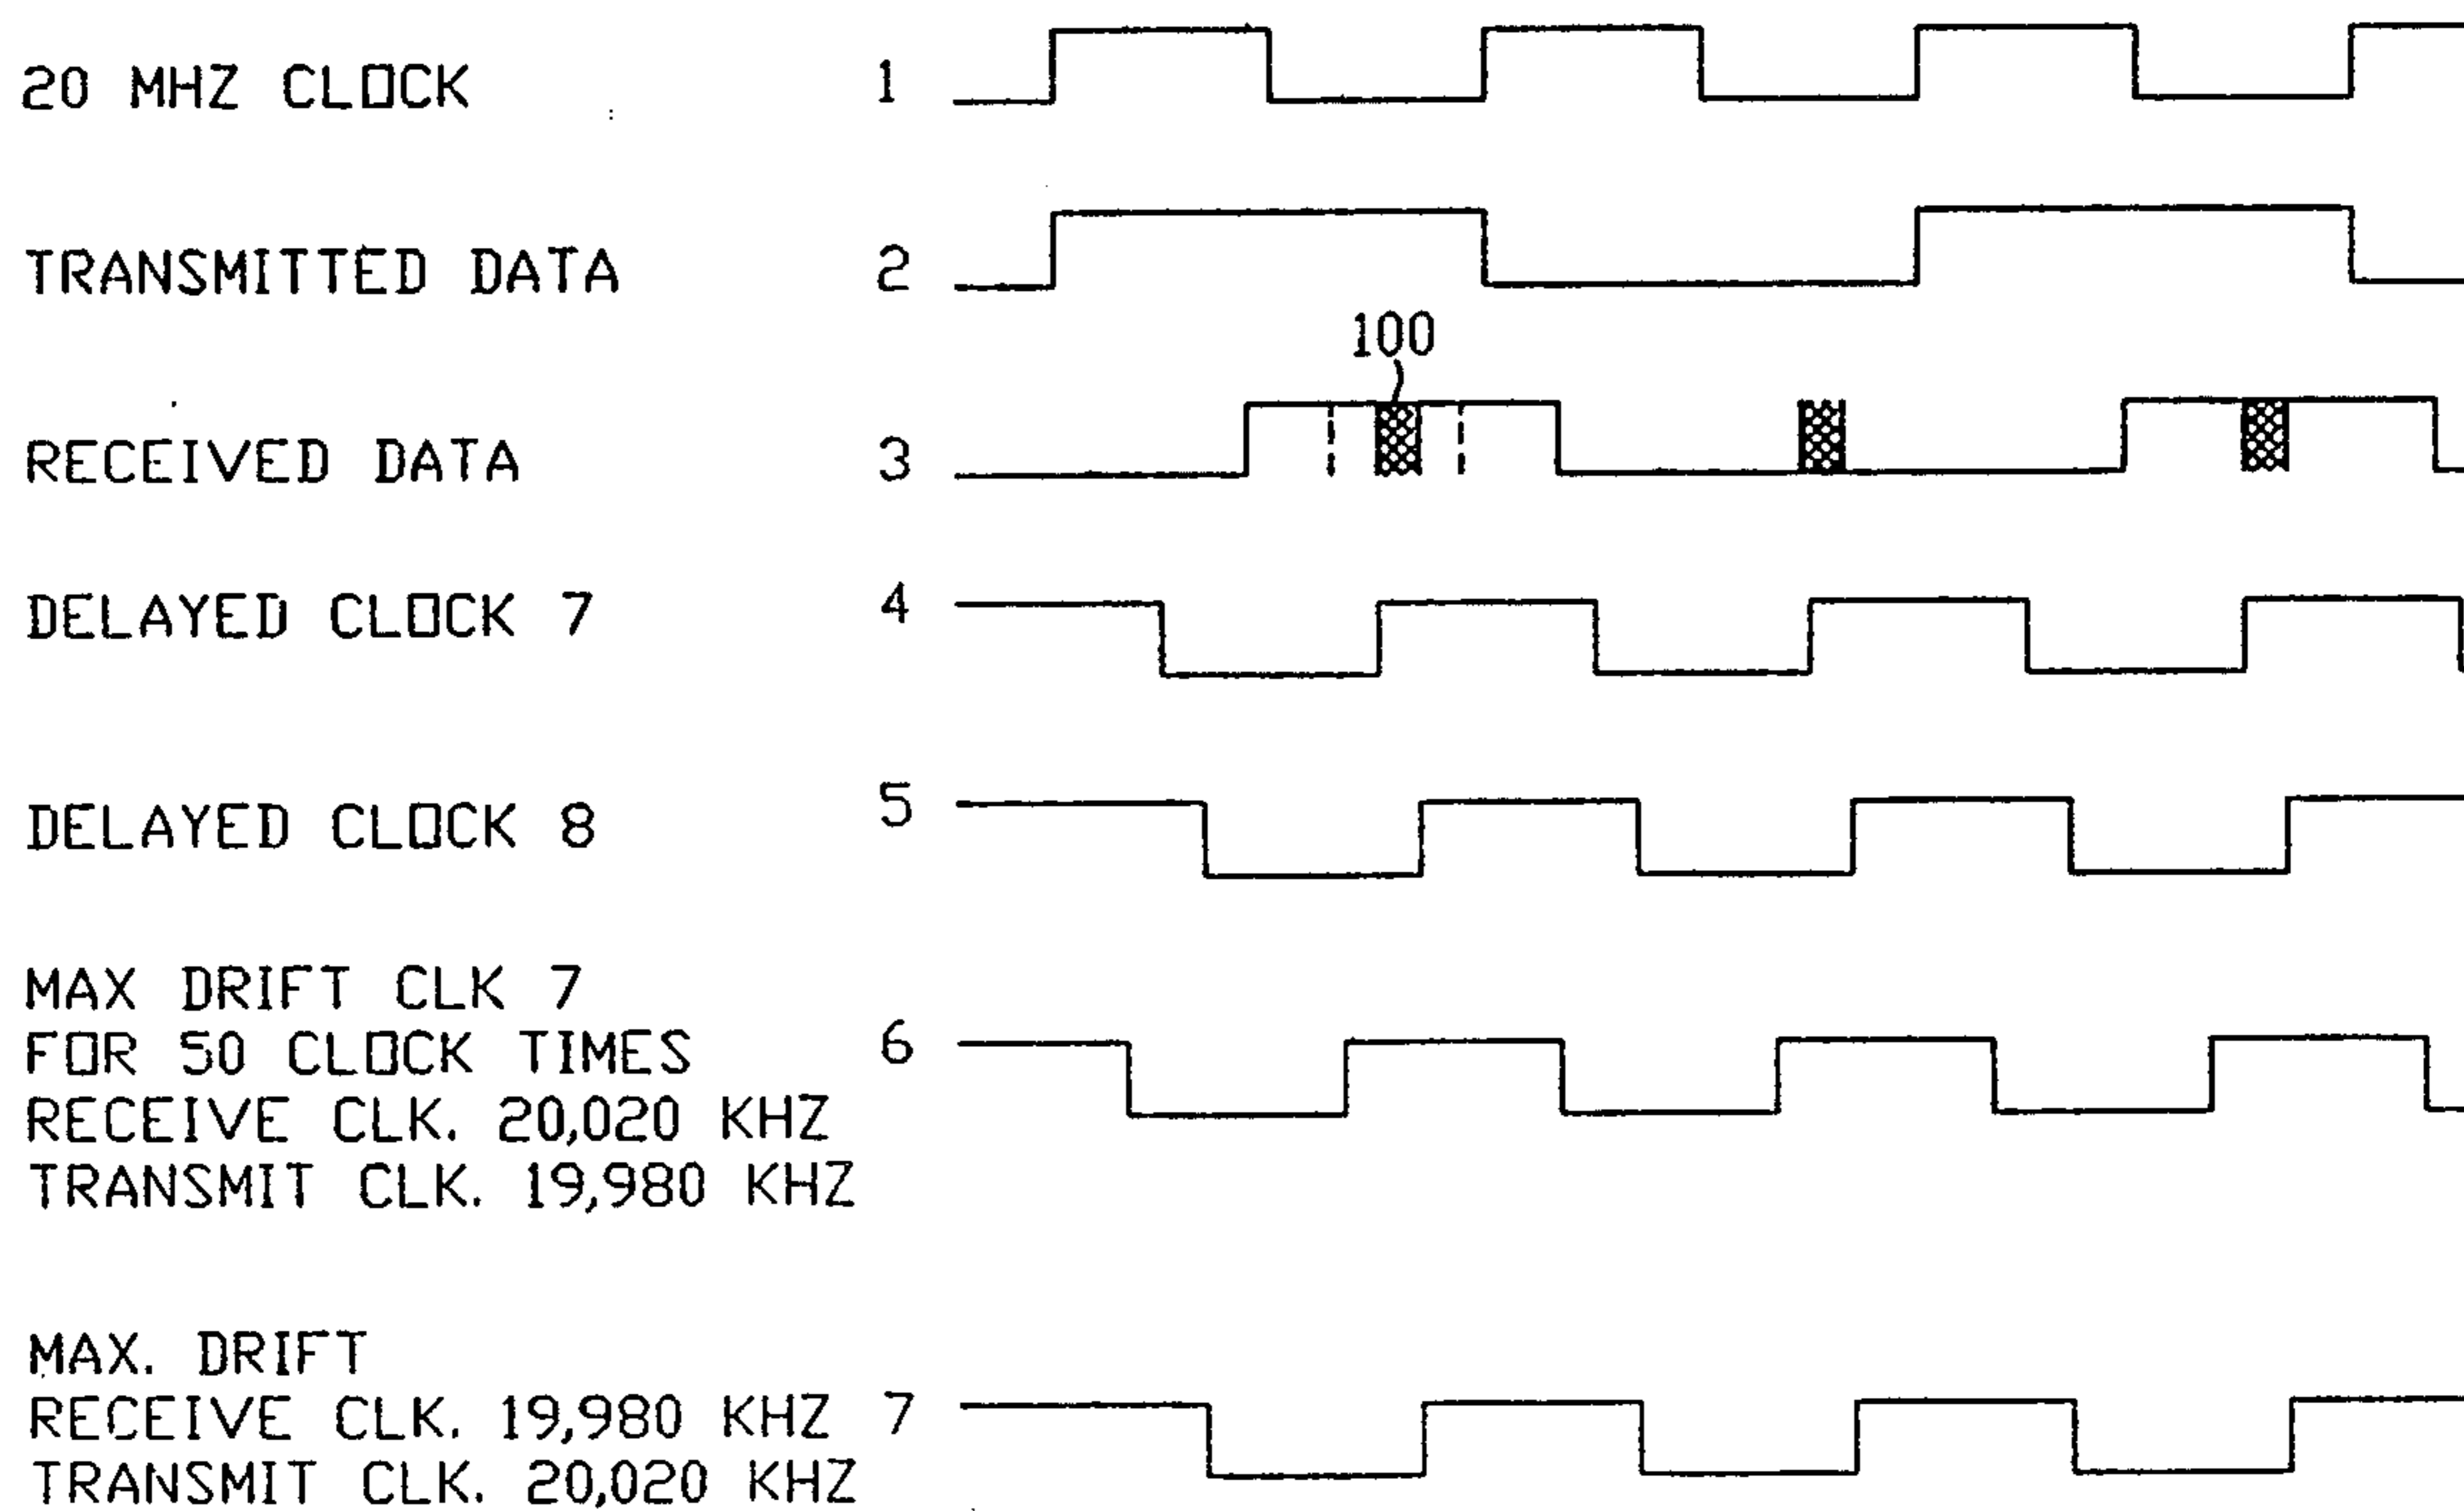 20 MHZ CLOCK 1
TRANSMITTED DATA 2
100
RECEIVED DATA 3
DELAYED CLOCK 7 4
DELAYED CLOCK 8 5
MAX DRIFT CLK 7
FOR 50 CLOCK TIMES 6
RECEIVE CLK. 20,020 KHZ
TRANSMIT CLK. 19,980 KHZ
MAX. DRIFT
RECEIVE CLK. 19,980 KHZ 7
TRANSMIT CLK. 20,020 KHZ